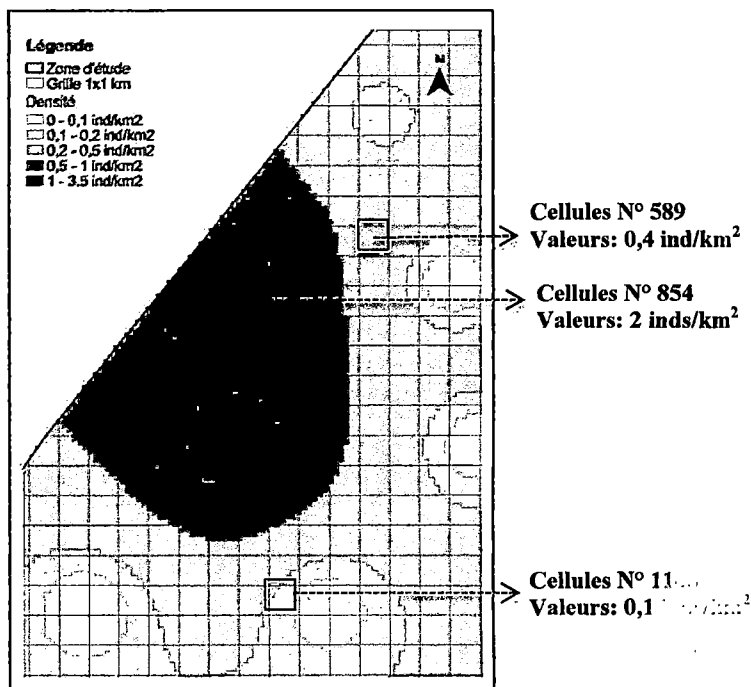 Légende
Zone d'étude
Grille 1x1 km
Densité
0 - 0,1 ind/km2
0,1 - 0,2 ind/km2
0,2 - 0,5 ind/km2
0,5 - 1 ind/km2
1 - 3.5 ind/km2
N
Cellules N° 589
Valeurs: 0,4 ind/km²
Cellules N° 854
Valeurs: 2 inds/km²
Cellules N°
Valeurs: 0,1